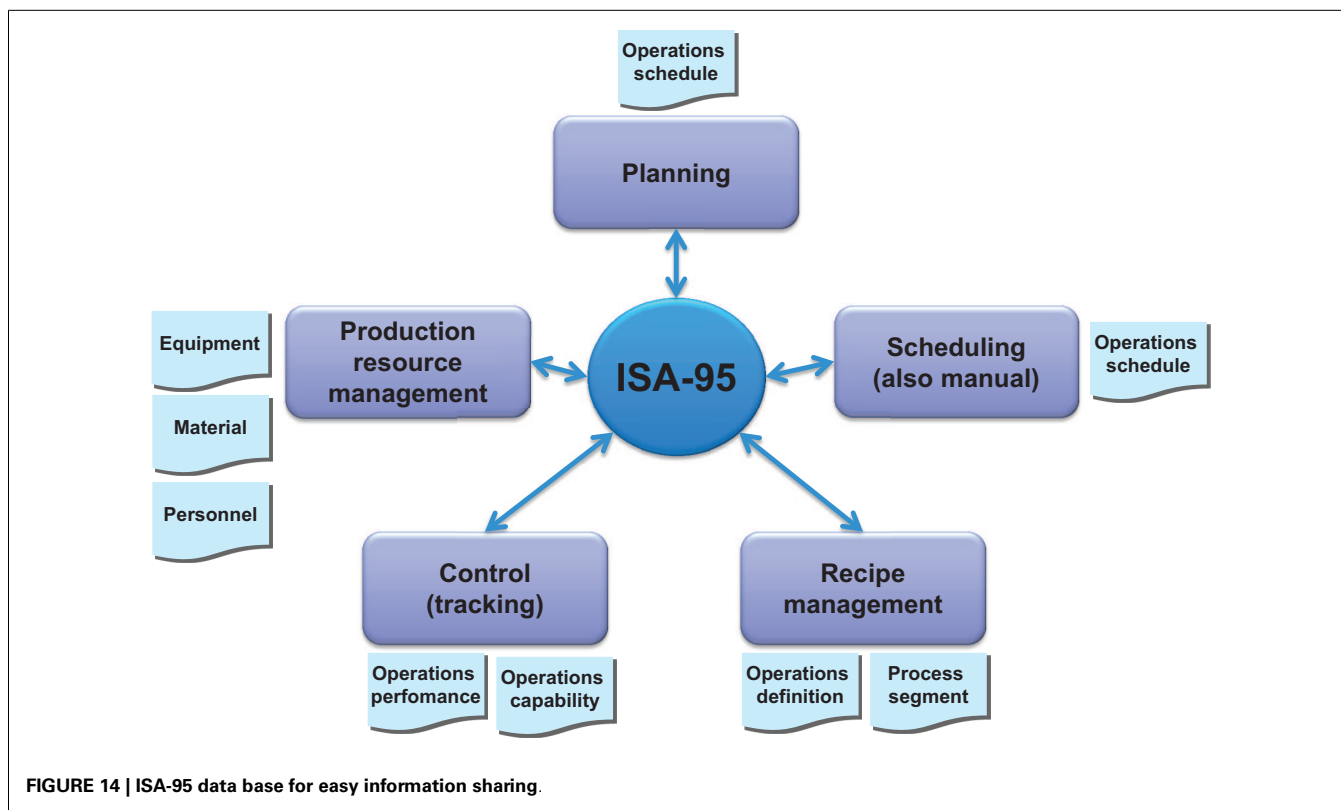 Operations
schedule
Planning
Production
resource
management
Equipment
Material
Personnel
ISA-95
Scheduling
(also manual)
Operations
schedule
Control
(tracking)
Operations
perfomance
Operations
capability
Recipe
management
Operations
definition
Process
segment
FIGURE 14 | ISA-95 data base for easy information sharing.